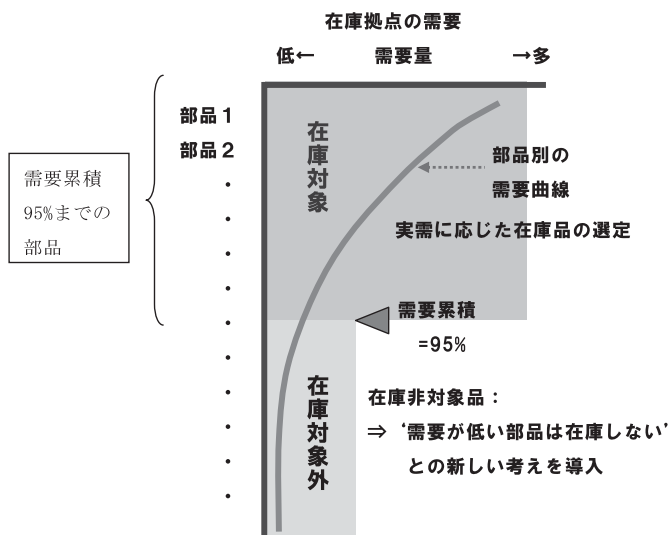 在庫拠点の需要
低← 需要量 →多
部品1
部品2
需要累積
95%までの
部品
在庫対象
部品別の
需要曲線
実需に応じた在庫品の選定
需要累積
=95%
在庫対象外
在庫非対象品：
⇒ ‘需要が低い部品は在庫しない’
との新しい考えを導入